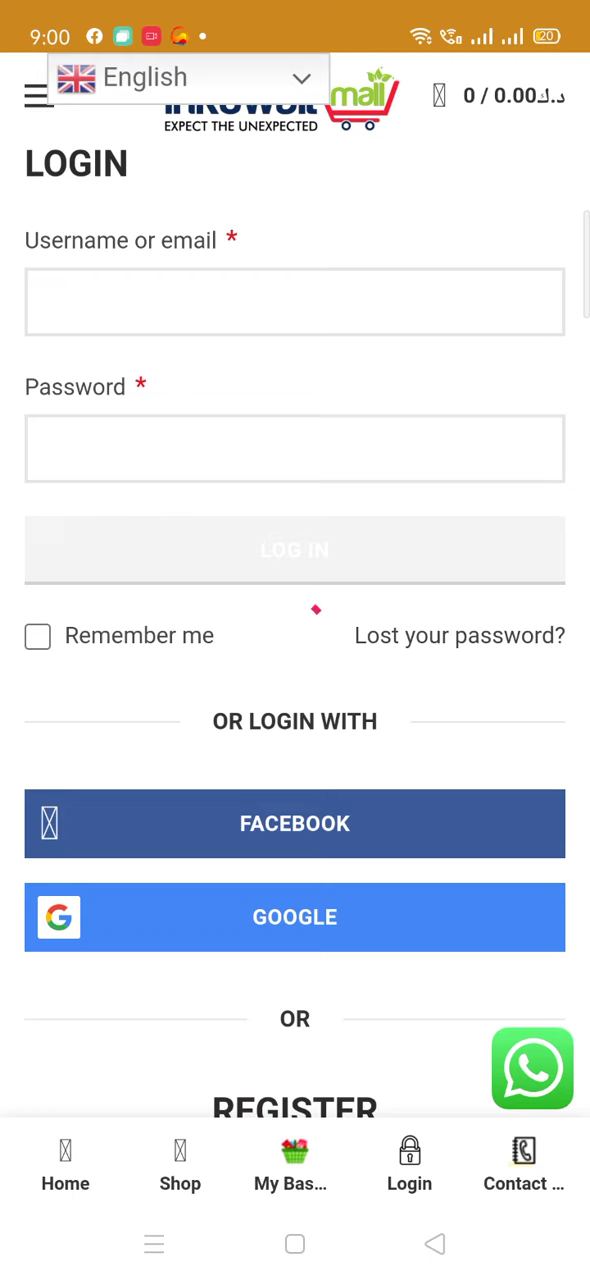 9:00
20
English
EXPECT THE UNEXPECTED
mall
0 / 0.00د.ك
LOGIN
Username or email *
Password *
LOG IN
Remember me
Lost your password?
OR LOGIN WITH
FACEBOOK
G GOOGLE
OR
REGISTER
Home
Shop
My Bas...
Login
Contact ...